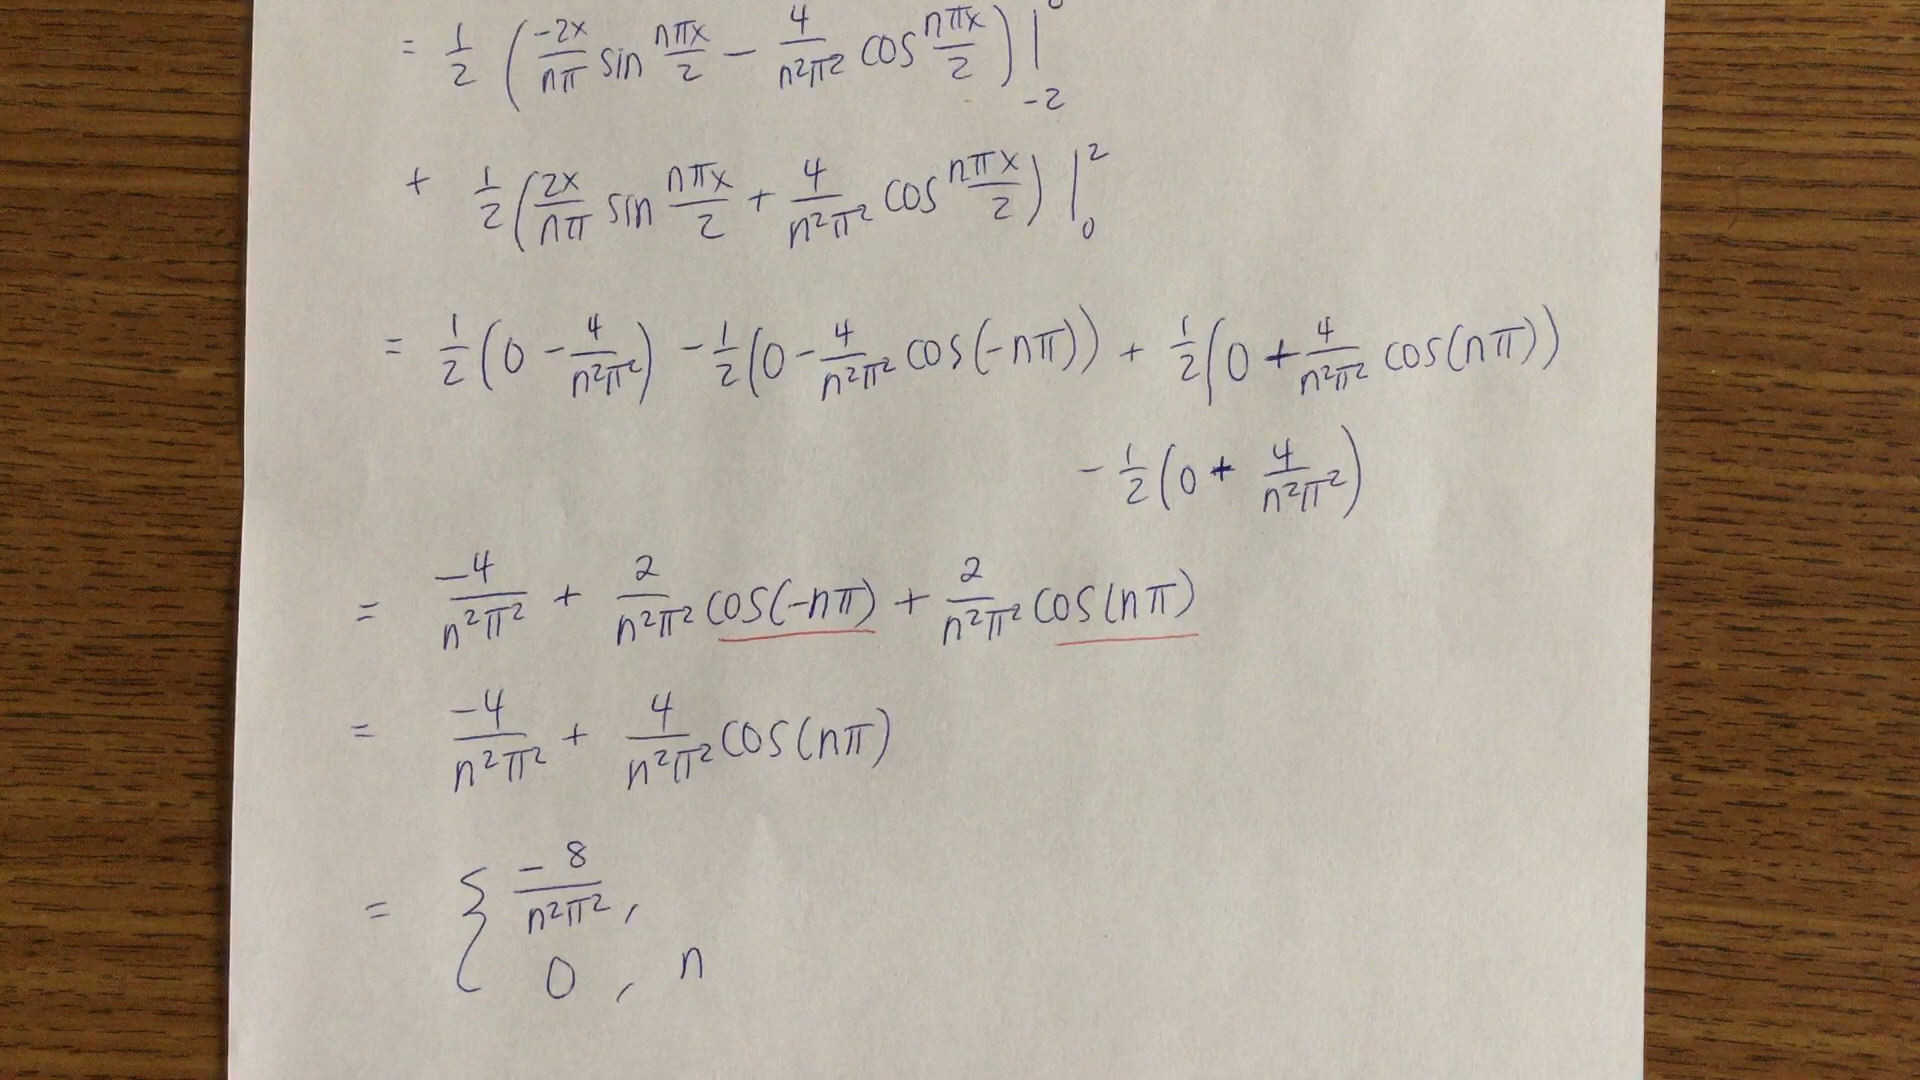 = 1/2 (-2x/nπ sin nπx/2 - 4/n²π² cos nπx/2) |₋₂⁰
+ 1/2 (2x/nπ sin nπx/2 + 4/n²π² cos nπx/2) |₀²
= 1/2 (0 - 4/n²π²) - 1/2 (0 - 4/n²π² cos(-nπ)) + 1/2 (0 + 4/n²π² cos(nπ))
- 1/2 (0 + 4/n²π²)
= -4/n²π² + 2/n²π² cos(-nπ) + 2/n²π² cos(nπ)
= -4/n²π² + 4/n²π² cos(nπ)
= { -8/n²π² ,
0 , n